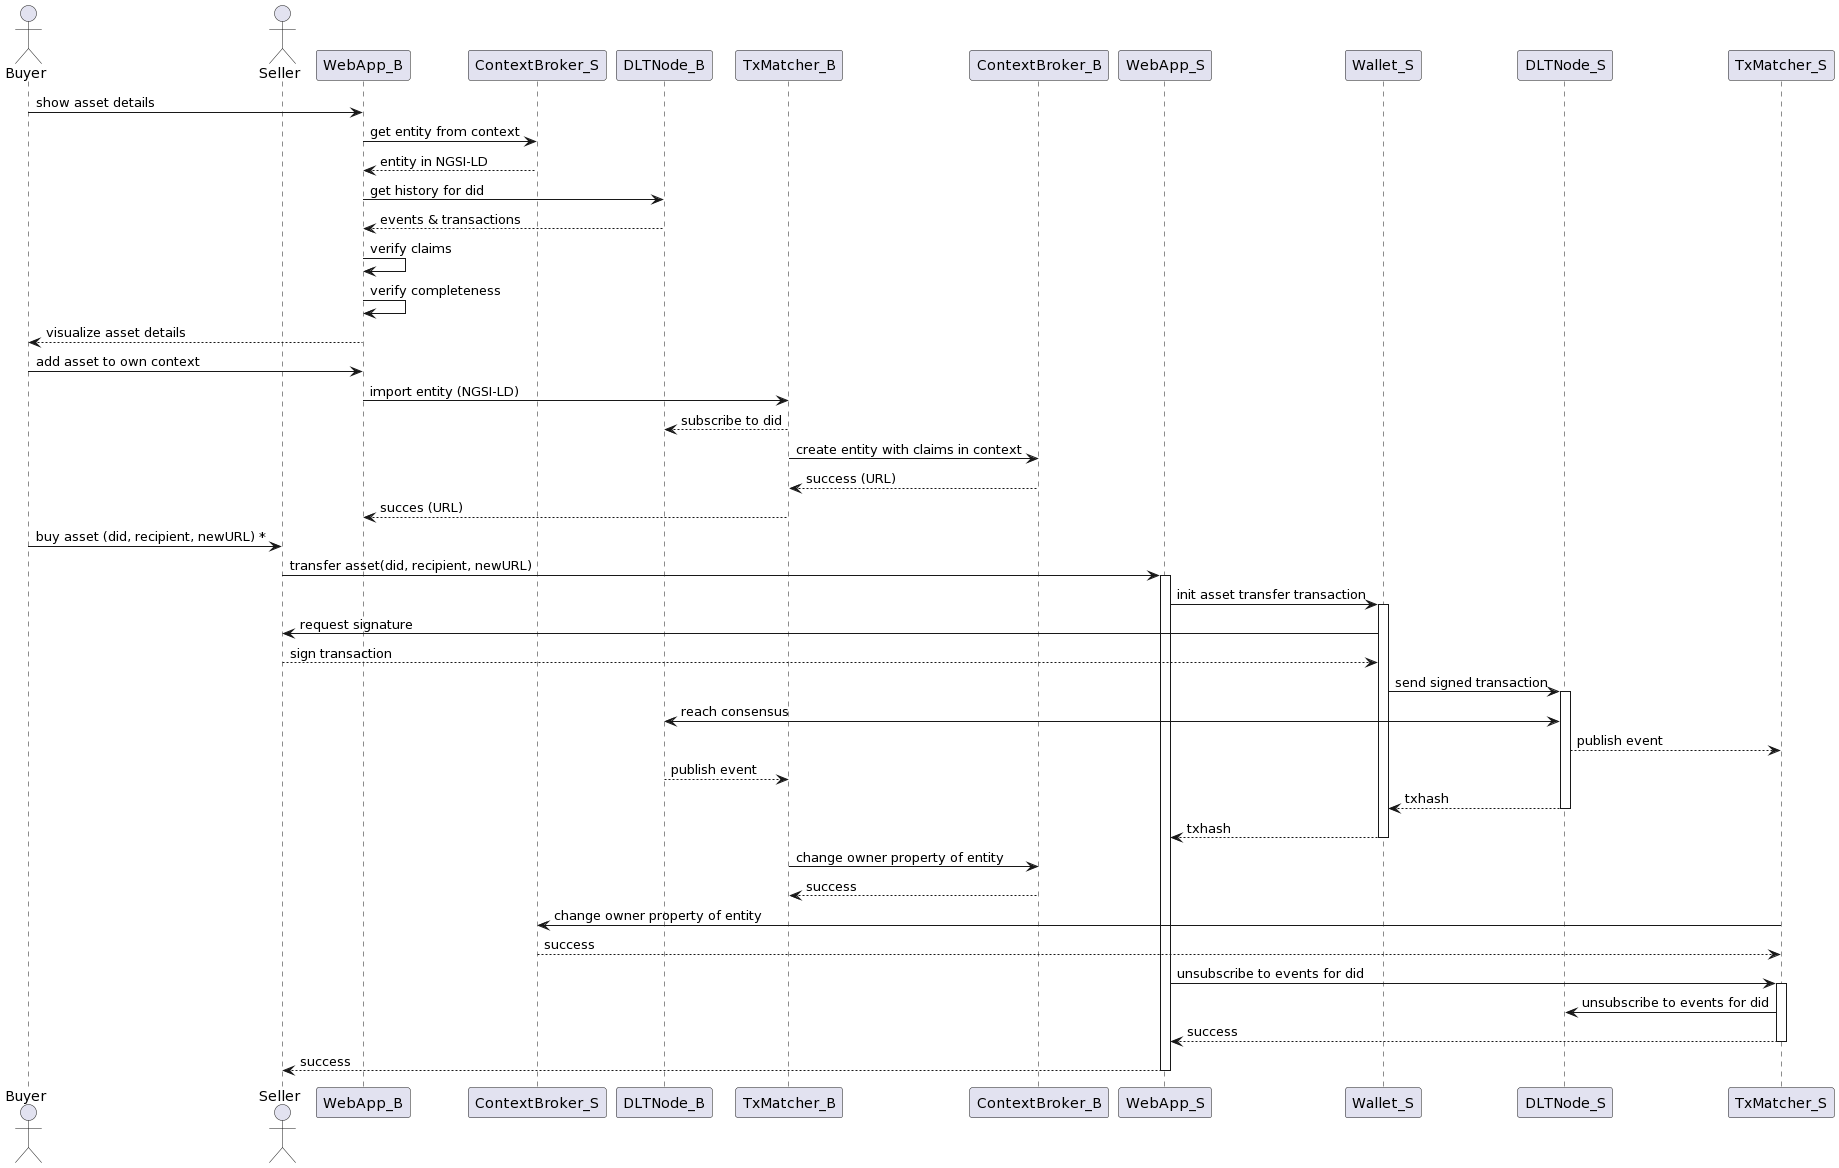 Buyer
Seller
WebApp_B
ContextBroker_S
DLTNode_B
TxMatcher_B
ContextBroker_B
WebApp_S
Wallet_S
DLTNode_S
TxMatcher_S
show asset details
get entity from context
entity in NGSI-LD
get history for did
events & transactions
verify claims
verify completeness
visualize asset details
add asset to own context
import entity (NGSI-LD)
subscribe to did
create entity with claims in context
success (URL)
succes (URL)
buy asset (did, recipient, newURL) *
transfer asset(did, recipient, newURL)
init asset transfer transaction
request signature
sign transaction
send signed transaction
reach consensus
publish event
publish event
txhash
txhash
change owner property of entity
success
change owner property of entity
success
unsubscribe to events for did
unsubscribe to events for did
success
success
Buyer
Seller
WebApp_B
ContextBroker_S
DLTNode_B
TxMatcher_B
ContextBroker_B
WebApp_S
Wallet_S
DLTNode_S
TxMatcher_S